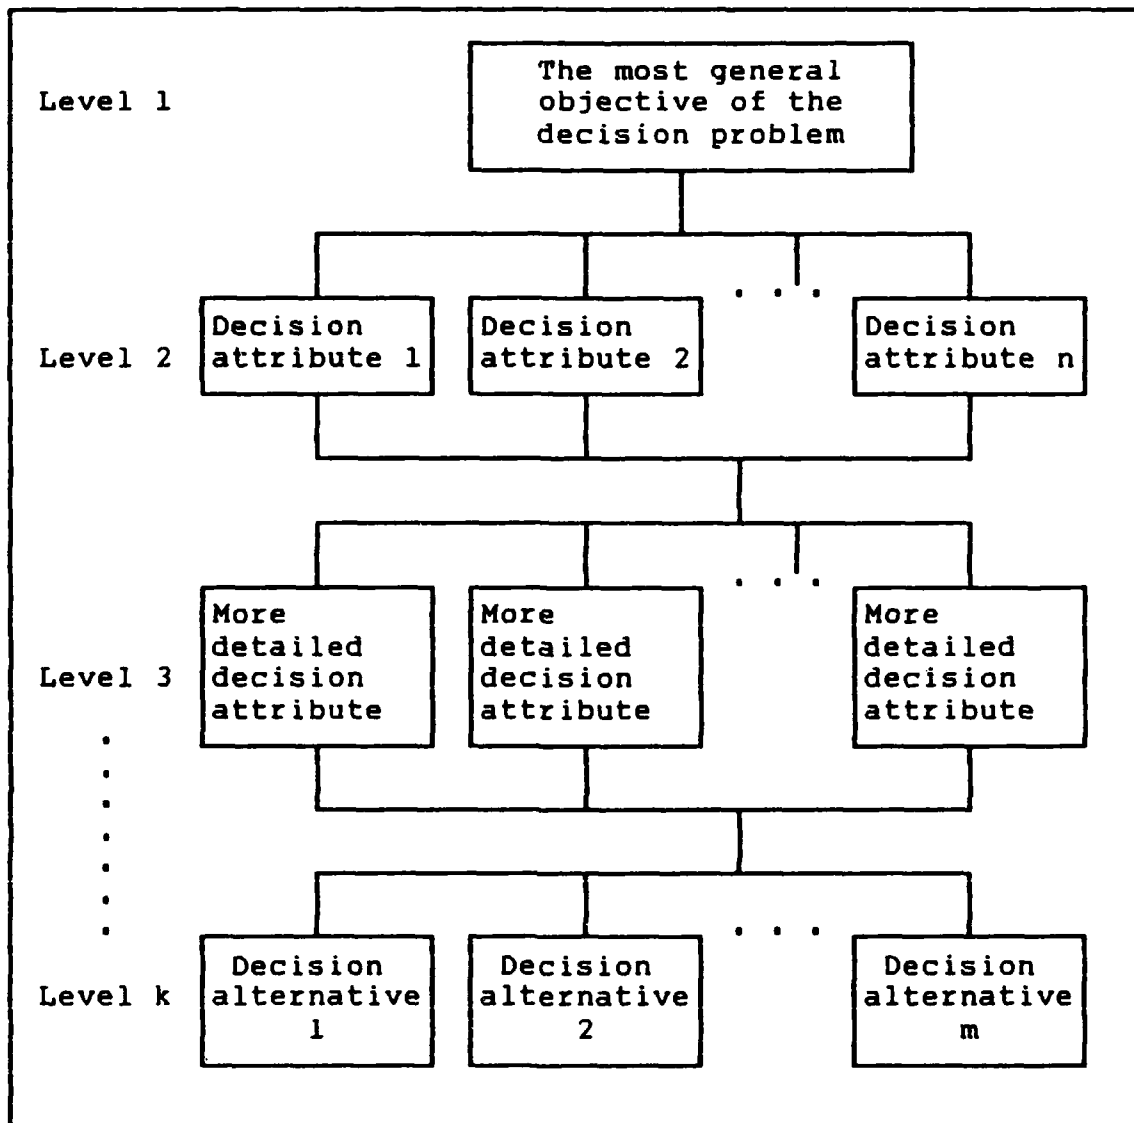 The most general
Level 1 objective of the
decision problem
. . .
Decision Decision Decision
Level 2 attribute 1 attribute 2 attribute n
. . .
More More More
detailed detailed detailed
Level 3 decision decision decision
attribute attribute attribute
. . .
Decision Decision Decision
Level k alternative alternative alternative
1 2 m